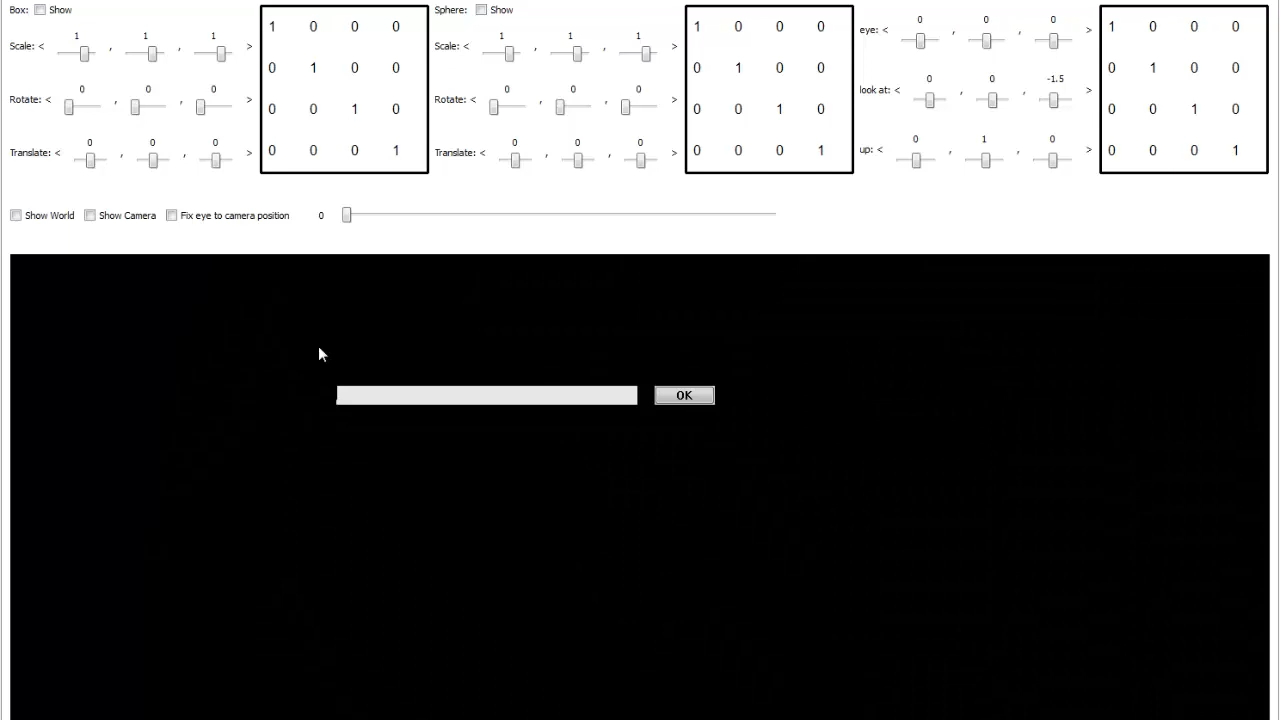 Box: Show
Scale: < 1 , 1 , 1 >
Rotate: < 0 , 0 , 0 >
Translate: < 0 , 0 , 0 >
1 0 0 0
0 1 0 0
0 0 1 0
0 0 0 1
Sphere: Show
Scale: < 1 , 1 , 1 >
Rotate: < 0 , 0 , 0 >
Translate: < 0 , 0 , 0 >
1 0 0 0
0 1 0 0
0 0 1 0
0 0 0 1
eye: < 0 , 0 , 0 >
look at: < 0 , 0 , -1.5 >
up: < 0 , 1 , 0 >
1 0 0 0
0 1 0 0
0 0 1 0
0 0 0 1
Show World Show Camera Fix eye to camera position 0
OK